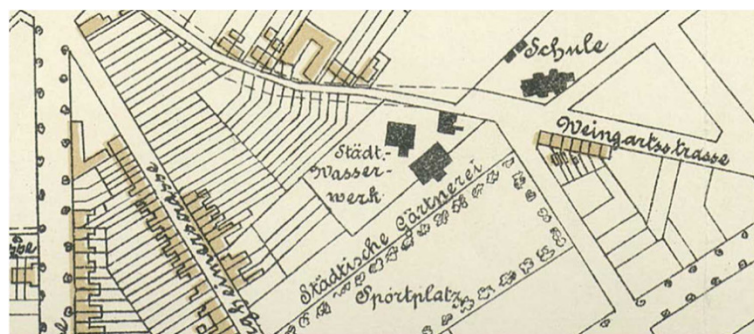 Schule
Weingartsstrasse
Städt.
Wasser-
werk.
Städtische Gärtnerei
Sportplatz